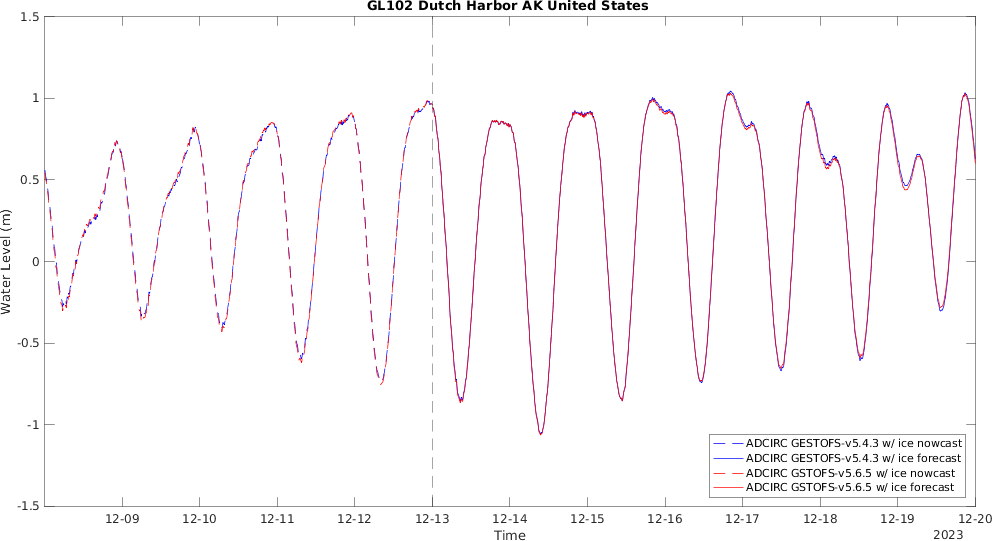 GL102 Dutch Harbor AK United States
1.5
1
0.5
0
-0.5
-1
-1.5
Water Level (m)
12-09
12-10
12-11
12-12
12-13
12-14
12-15
12-16
12-17
12-18
12-19
12-20
Time
2023
ADCIRC GESTOFS-v5.4.3 w/ ice nowcast
ADCIRC GESTOFS-v5.4.3 w/ ice forecast
ADCIRC GSTOFS-v5.6.5 w/ ice nowcast
ADCIRC GSTOFS-v5.6.5 w/ ice forecast